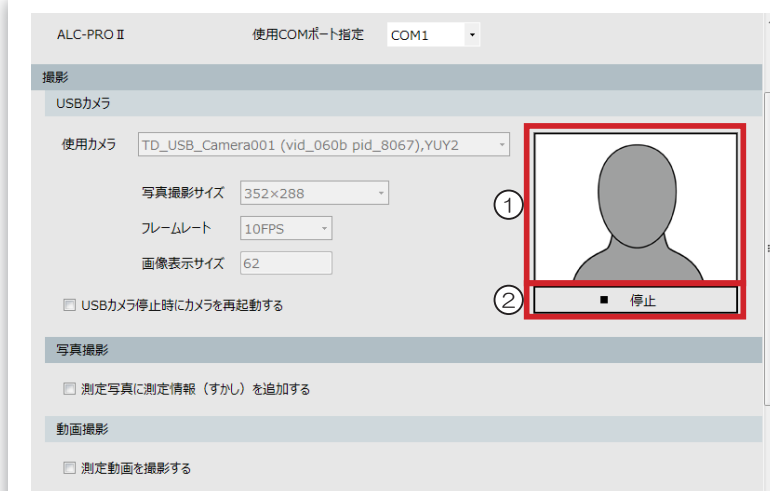 ALC-PRO Ⅱ 使用COMポート指定 COM1
撮影
USBカメラ
使用カメラ TD_USB_Camera001 (vid_060b pid_8067),YUY2
写真撮影サイズ 352×288
①
フレームレート 10FPS
画像表示サイズ 62
USBカメラ停止時にカメラを再起動する
② ■ 停止
写真撮影
測定写真に測定情報（すかし）を追加する
動画撮影
測定動画を撮影する